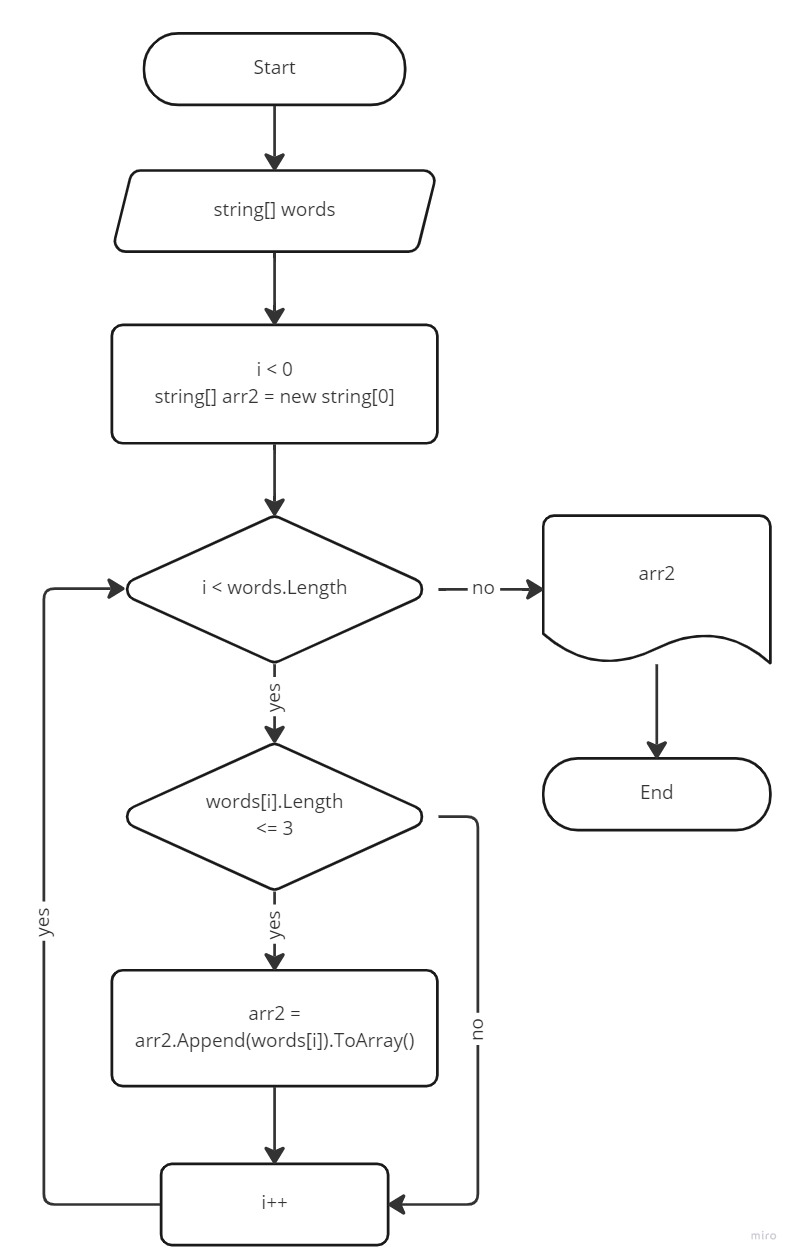 Start
string[] words
i < 0
string[] arr2 = new string[0]
i < words.Length
no
arr2
yes
words[i].Length
<= 3
End
yes
yes
arr2 =
arr2.Append(words[i]).ToArray()
no
i++
miro